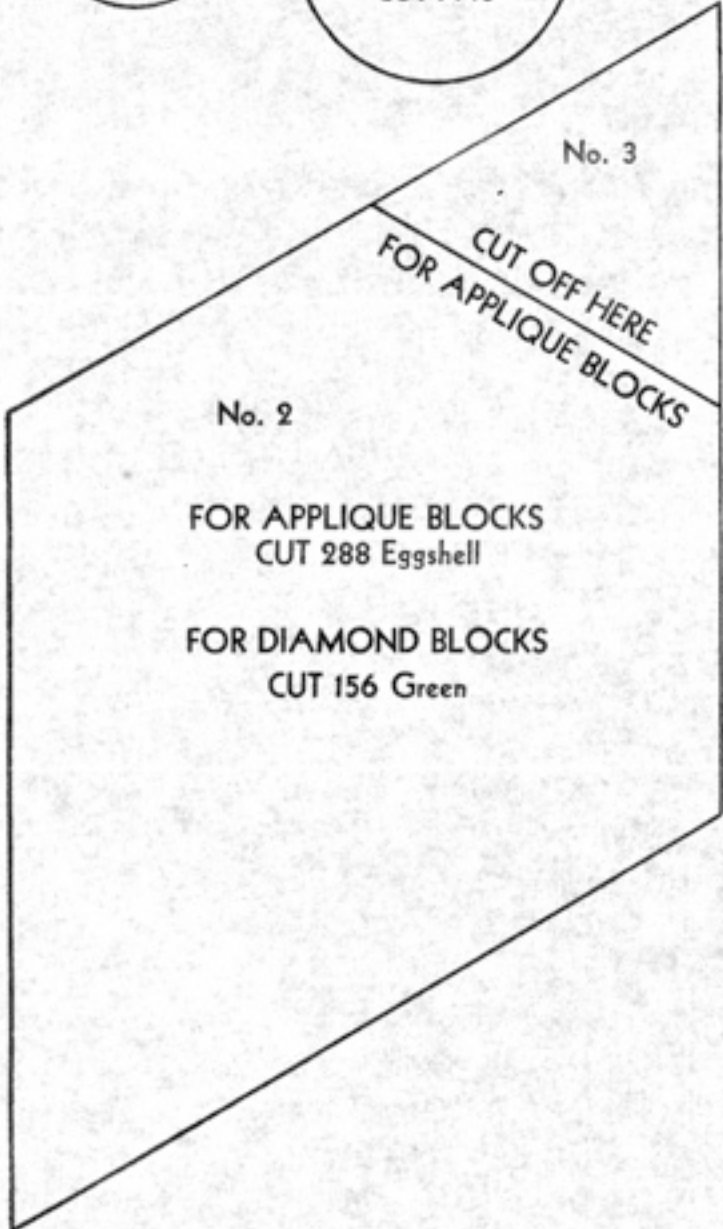 No. 3
CUT OFF HERE
FOR APPLIQUE BLOCKS
No. 2
FOR APPLIQUE BLOCKS
CUT 288 Eggshell
FOR DIAMOND BLOCKS
CUT 156 Green